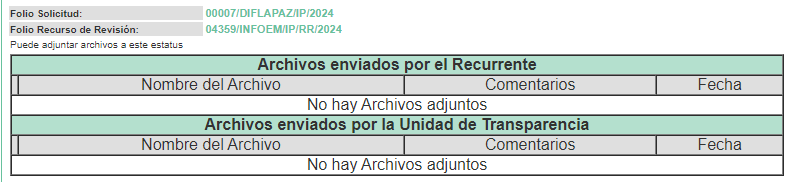 Folio Solicitud: 00007/DIFLAPAZ/IP/2024
Folio Recurso de Revisión: 04359/INFOEM/IP/RR/2024
Puede adjuntar archivos a este estatus
Archivos enviados por el Recurrente
Nombre del Archivo Comentarios Fecha
No hay Archivos adjuntos
Archivos enviados por la Unidad de Transparencia
Nombre del Archivo Comentarios Fecha
No hay Archivos adjuntos